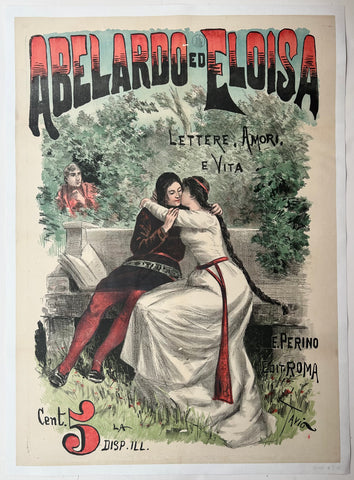 ABELARDO ED ELOISA
LETTERE, AMORI,
E VITA
E. PERINO
EDIT. ROMA
Cent. 5 LA
DISP. ILL.